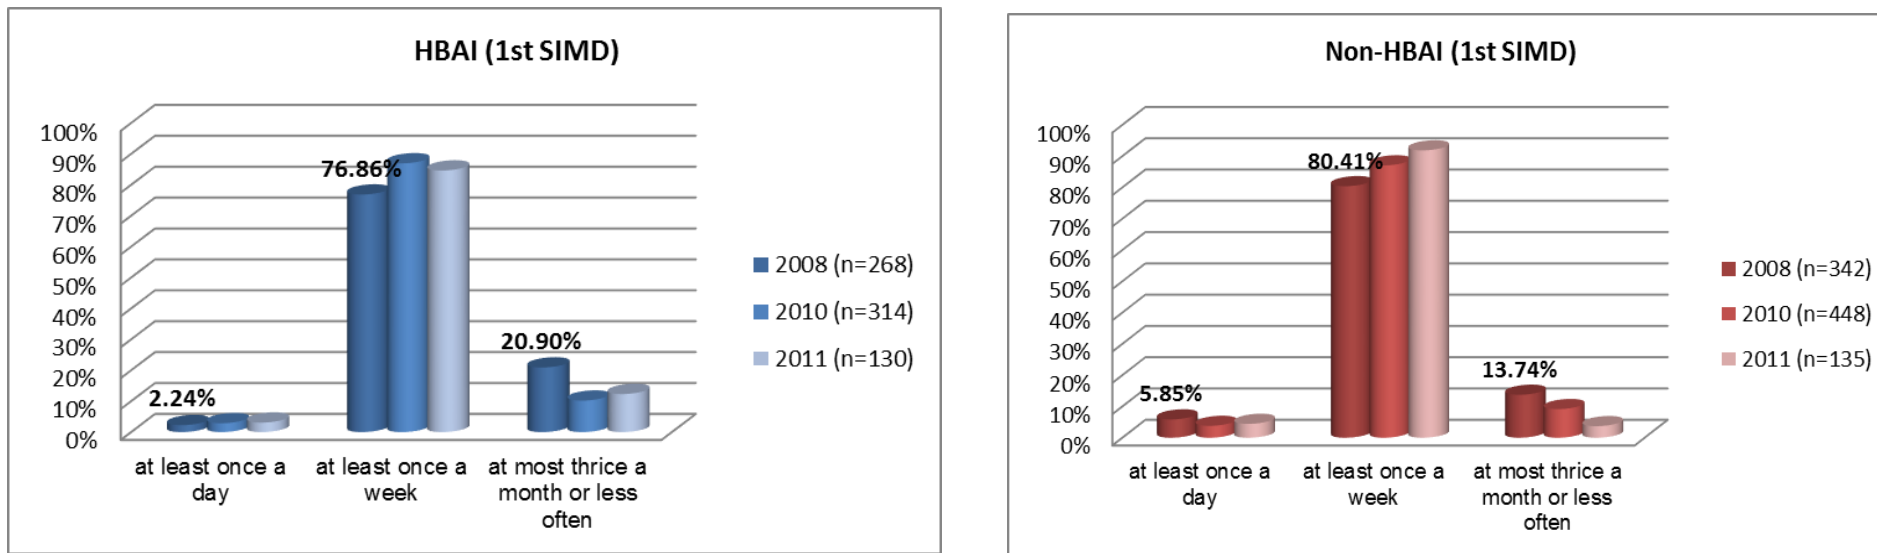 HBAI (1st SIMD)
100%
90%
80%
70%
60%
50%
40%
30%
20%
10%
0%
76.86%
20.90%
2.24%
at least once a
day
at least once a
week
at most thrice a
month or less
often
2008 (n=268)
2010 (n=314)
2011 (n=130)
Non-HBAI (1st SIMD)
100%
90%
80%
70%
60%
50%
40%
30%
20%
10%
0%
80.41%
13.74%
5.85%
at least once a
day
at least once a
week
at most thrice a
month or less
often
2008 (n=342)
2010 (n=448)
2011 (n=135)